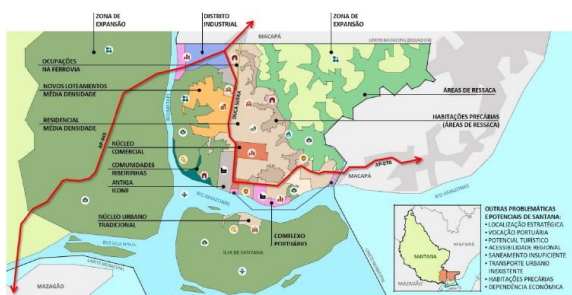 ZONA DE
EXPANSÃO
DISTRITO
INDUSTRIAL
MACAPÁ
ZONA DE
EXPANSÃO
OCUPAÇÕES
NA FERROVIA
NOVOS LOTEAMENTOS
MÉDIA DENSIDADE
RESIDENCIAL
MÉDIA DENSIDADE
NÚCLEO
COMERCIAL
COMUNIDADES
RIBEIRINHAS
ANTIGA
ICOMI
NÚCLEO URBANO
TRADICIONAL
ÁREAS DE RESSACA
HABITAÇÕES PRECÁRIAS
(ÁREAS DE RESSACA)
DUCA SERRA
MACAPÁ
RIO AMAZONAS
RIO AMAZONAS
COMPLEXO
PORTUÁRIO
ILHA DE SANTANA
MAZAGÃO
SANTANA
MACAPÁ
MAZAGÃO
OUTRAS PROBLEMÁTICAS
E POTENCIAIS DE SANTANA:
• LOCALIZAÇÃO ESTRATÉGICA
• VOCAÇÃO PORTUÁRIA
• POTENCIAL TURÍSTICO
• ACESSIBILIDADE REGIONAL
• SANEAMENTO INSUFICIENTE
• TRANSPORTE URBANO
INEXISTENTE
• HABITAÇÕES PRECÁRIAS
• DEPENDÊNCIA ECONÔMICA